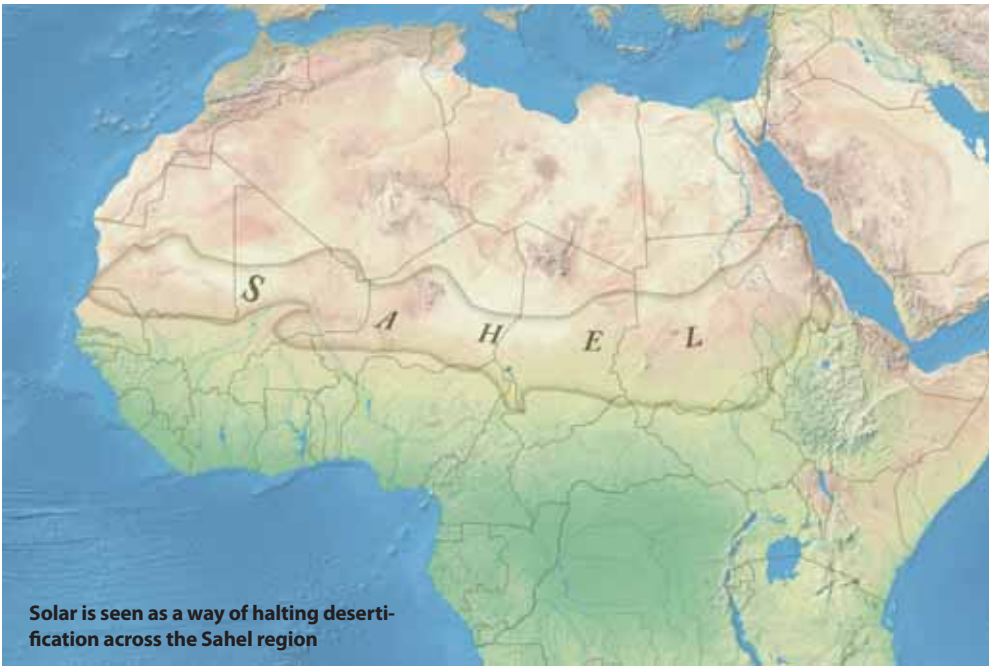 S A H E L
Solar is seen as a way of halting deserti-
fication across the Sahel region